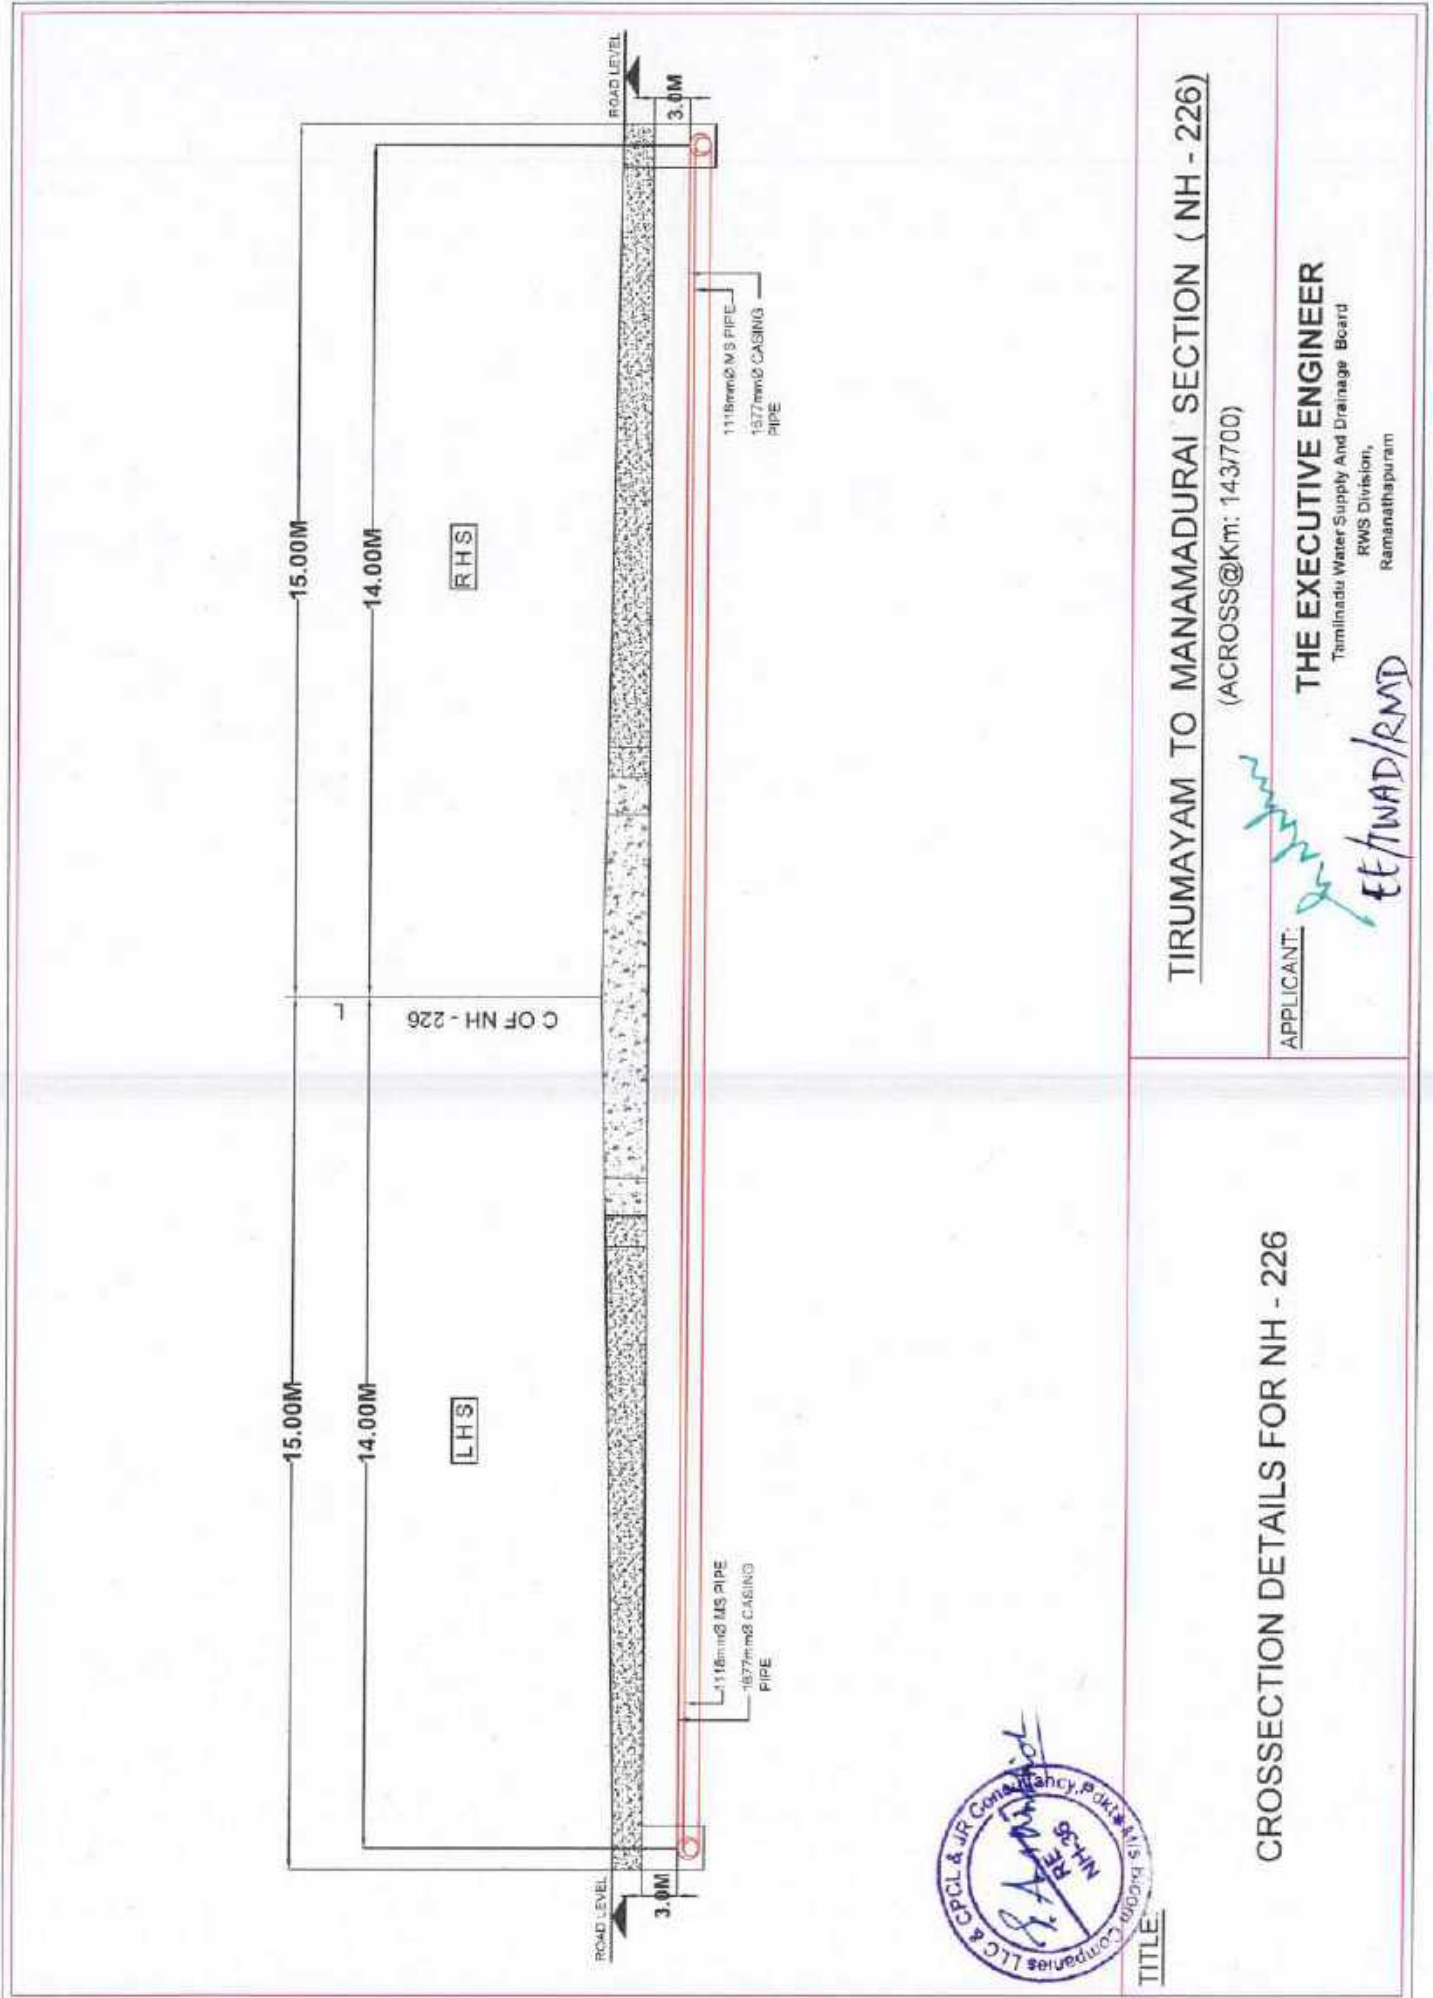 15.00M
15.00M
14.00M
14.00M
L
C OF NH - 226
LHS
RHS
ROAD LEVEL
ROAD LEVEL
3.0M
3.0M
1118mmØ MS PIPE
1677mmØ CASING
PIPE
1118mmØ MS PIPE
1677mmØ CASING
PIPE
LLC & CPCL & JR Consultancy, Pdkt
Companies
RE
NH-36
TITLE:
CROSSECTION DETAILS FOR NH - 226
TIRUMAYAM TO MANAMADURAI SECTION ( NH - 226)
(ACROSS@Km: 143/700)
APPLICANT:
THE EXECUTIVE ENGINEER
Tamilnadu Water Supply And Drainage Board
RWS Division,
Ramanathapuram
EE/TWAD/RMD